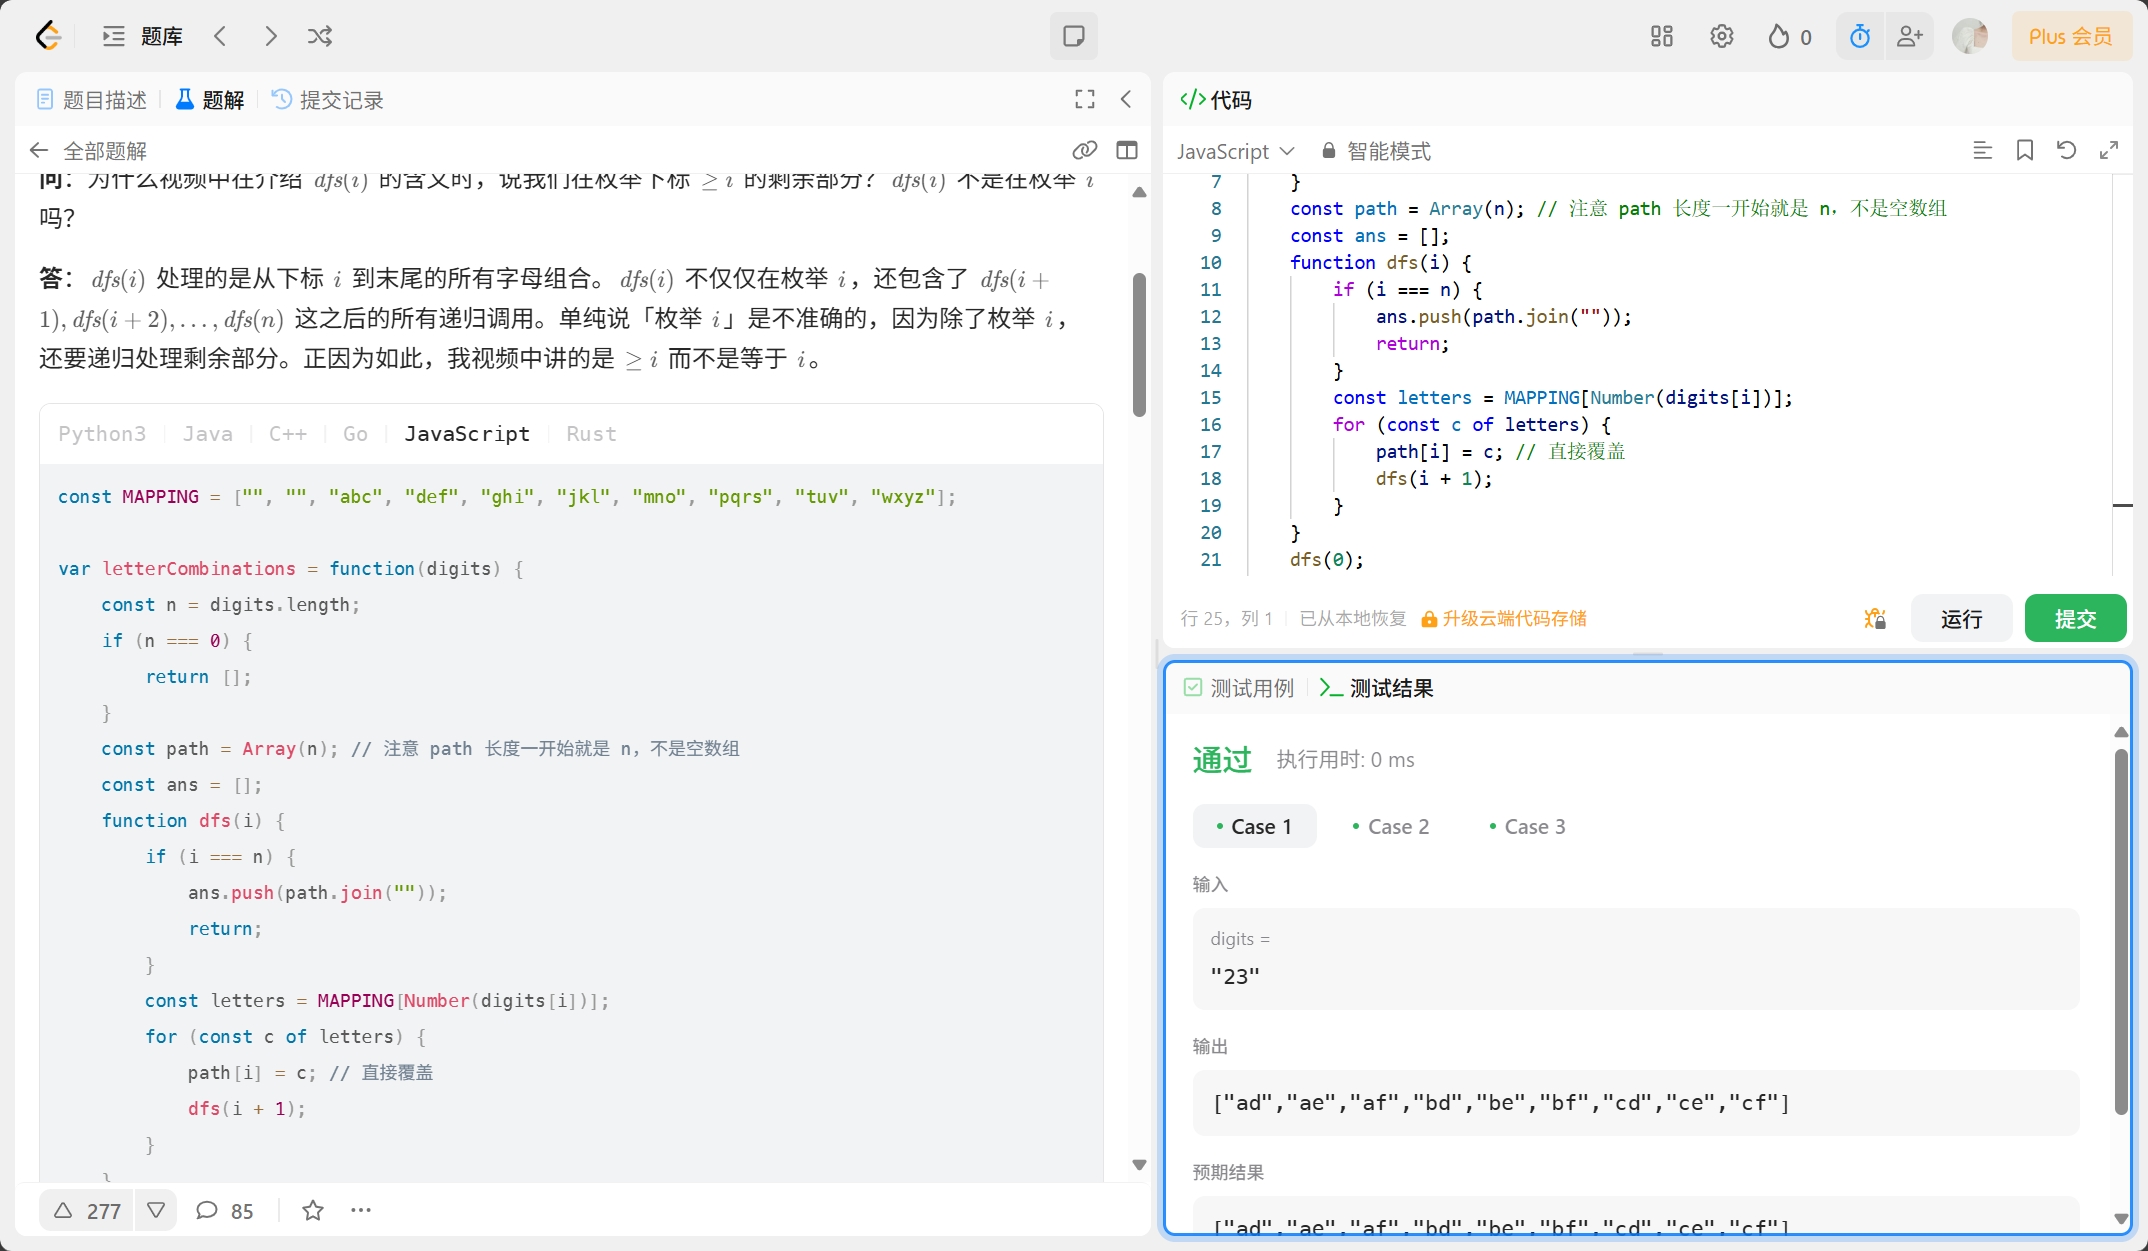 题库
0
Plus 会员
题目描述
题解
提交记录
全部题解
问：为什么视频中在介绍 dfs(i) 的含义时，说我们在枚举下标 ≥ i 的剩余部分？dfs(i) 不是在枚举 i
吗？
答：dfs(i) 处理的是从下标 i 到末尾的所有字母组合。dfs(i) 不仅仅在枚举 i，还包含了 dfs(i +
1), dfs(i + 2), . . . , dfs(n) 这之后的所有递归调用。单纯说「枚举 i」是不准确的，因为除了枚举 i，
还要递归处理剩余部分。正因为如此，我视频中讲的是 ≥ i 而不是等于 i。
Python3 Java C++ Go JavaScript Rust
const MAPPING = ["", "", "abc", "def", "ghi", "jkl", "mno", "pqrs", "tuv", "wxyz"];
var letterCombinations = function(digits) {
    const n = digits.length;
    if (n === 0) {
        return [];
    }
    const path = Array(n); // 注意 path 长度一开始就是 n，不是空数组
    const ans = [];
    function dfs(i) {
        if (i === n) {
            ans.push(path.join(""));
            return;
        }
        const letters = MAPPING[Number(digits[i])];
        for (const c of letters) {
            path[i] = c; // 直接覆盖
            dfs(i + 1);
        }
    }
277
85
代码
JavaScript
智能模式
7     }
8     const path = Array(n); // 注意 path 长度一开始就是 n，不是空数组
9     const ans = [];
10     function dfs(i) {
11         if (i === n) {
12             ans.push(path.join(""));
13             return;
14         }
15         const letters = MAPPING[Number(digits[i])];
16         for (const c of letters) {
17             path[i] = c; // 直接覆盖
18             dfs(i + 1);
19         }
20     }
21     dfs(0);
行 25，列 1
已从本地恢复
升级云端代码存储
运行
提交
测试用例
测试结果
通过
执行用时: 0 ms
Case 1
Case 2
Case 3
输入
digits =
"23"
输出
["ad","ae","af","bd","be","bf","cd","ce","cf"]
预期结果
["ad","ae","af","bd","be","bf","cd","ce","cf"]